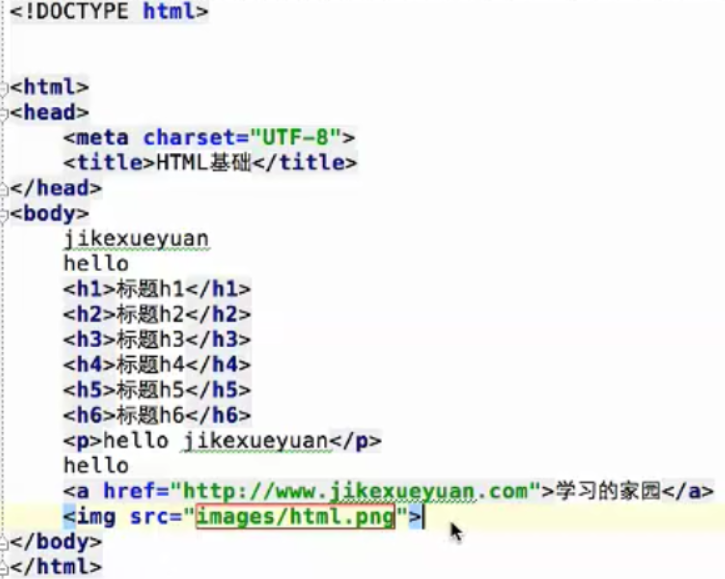 <!DOCTYPE html>
<html>
<head>
<meta charset="UTF-8">
<title>HTML基础</title>
</head>
<body>
jikexueyuan
hello
<h1>标题h1</h1>
<h2>标题h2</h2>
<h3>标题h3</h3>
<h4>标题h4</h4>
<h5>标题h5</h5>
<h6>标题h6</h6>
<p>hello jikexueyuan</p>
hello
<a href="http://www.jikexueyuan.com">学习的家园</a>
<img src="images/html.png">
</body>
</html>